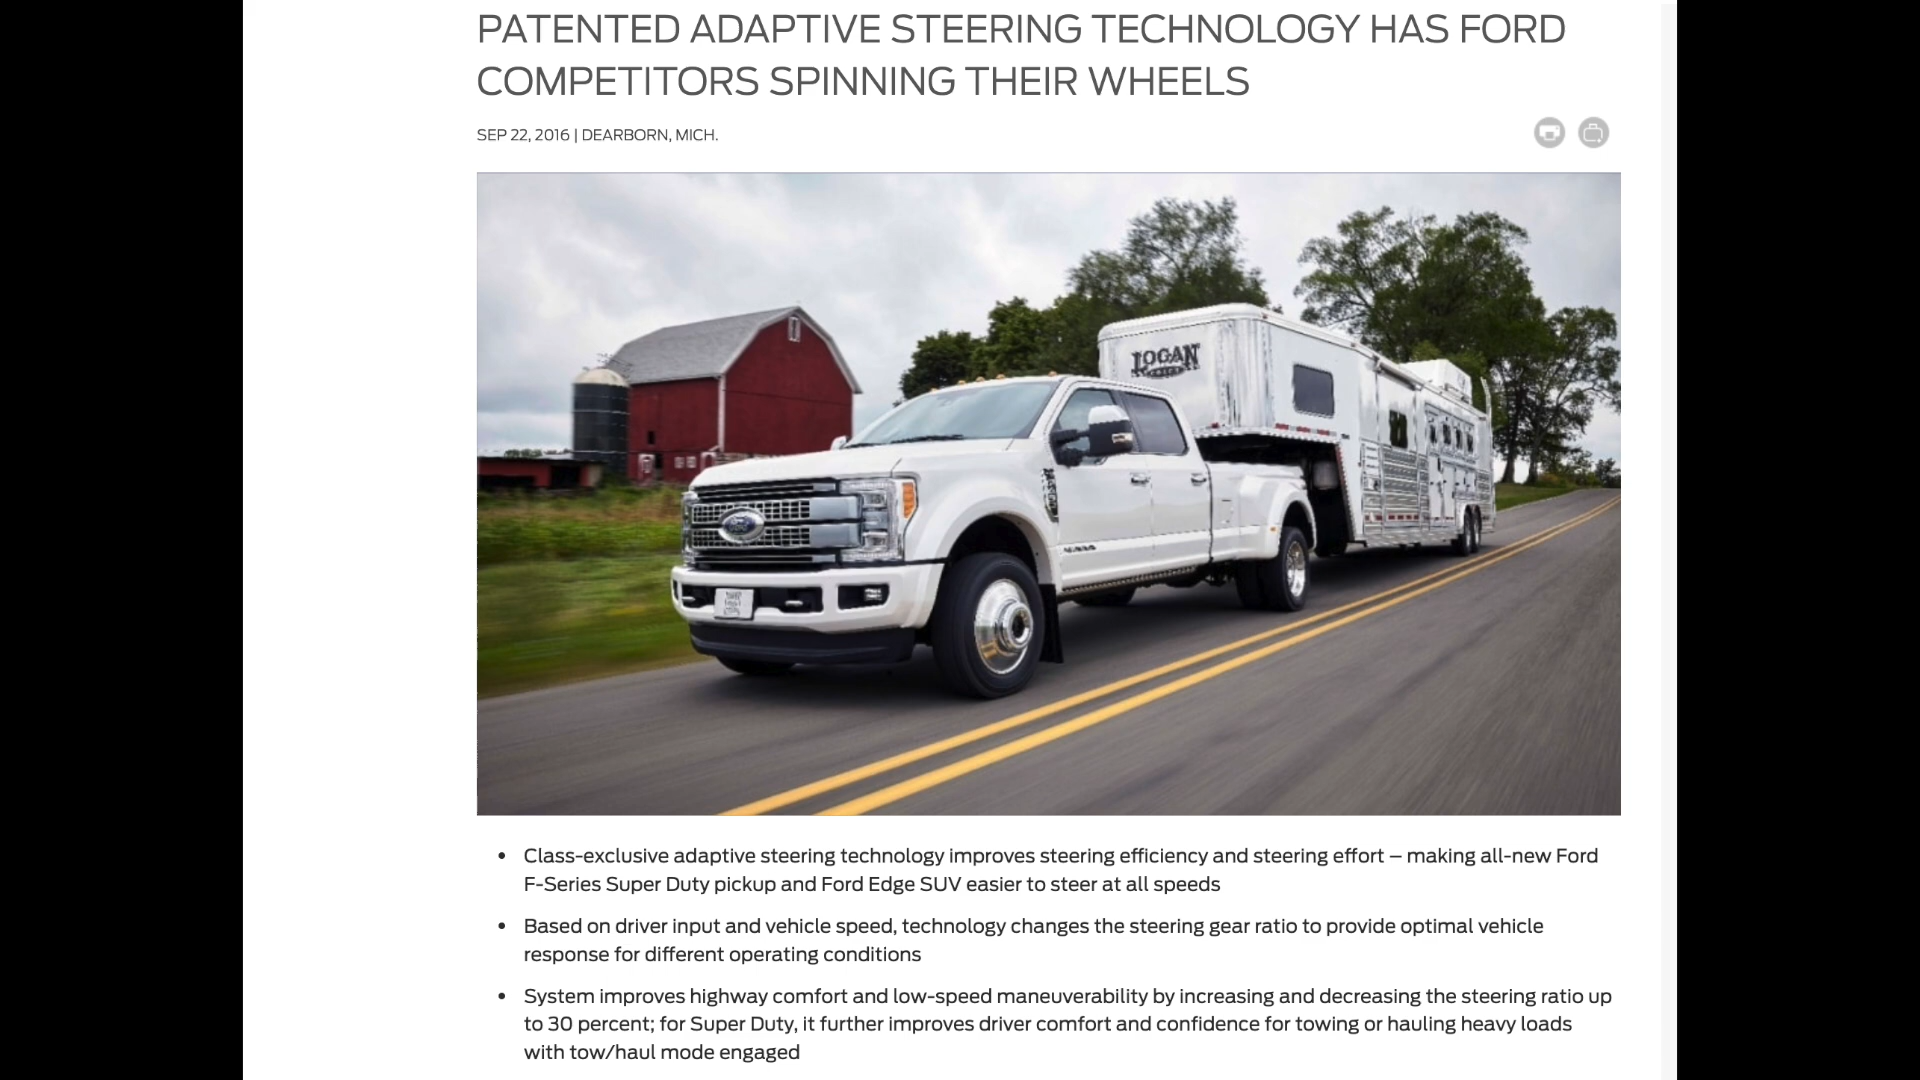 PATENTED ADAPTIVE STEERING TECHNOLOGY HAS FORD
COMPETITORS SPINNING THEIR WHEELS
SEP 22, 2016 | DEARBORN, MICH.
LOGAN
Ford
• Class-exclusive adaptive steering technology improves steering efficiency and steering effort – making all-new Ford
F-Series Super Duty pickup and Ford Edge SUV easier to steer at all speeds
• Based on driver input and vehicle speed, technology changes the steering gear ratio to provide optimal vehicle
response for different operating conditions
• System improves highway comfort and low-speed maneuverability by increasing and decreasing the steering ratio up
to 30 percent; for Super Duty, it further improves driver comfort and confidence for towing or hauling heavy loads
with tow/haul mode engaged